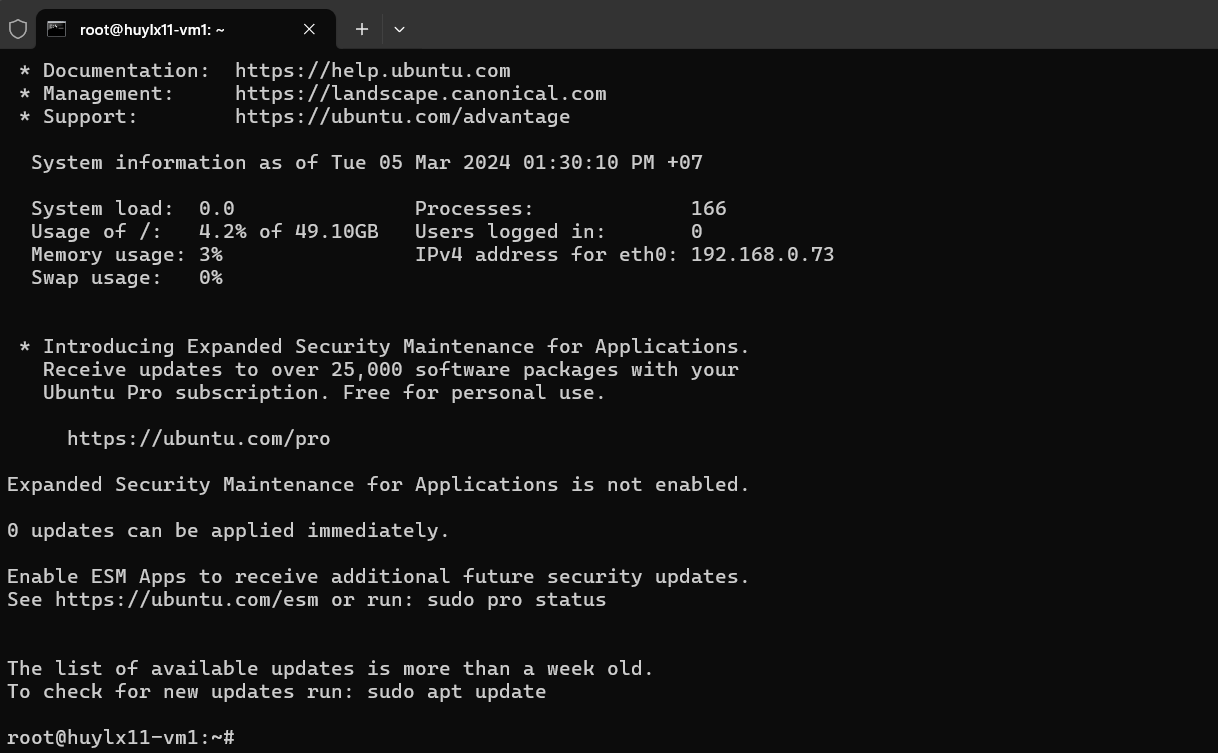 root@huylx11-vm1: ~
* Documentation:  https://help.ubuntu.com
* Management:     https://landscape.canonical.com
* Support:        https://ubuntu.com/advantage
System information as of Tue 05 Mar 2024 01:30:10 PM +07
System load:  0.0               Processes:             166
Usage of /:   4.2% of 49.10GB   Users logged in:       0
Memory usage: 3%                IPv4 address for eth0: 192.168.0.73
Swap usage:   0%
* Introducing Expanded Security Maintenance for Applications.
Receive updates to over 25,000 software packages with your
Ubuntu Pro subscription. Free for personal use.
https://ubuntu.com/pro
Expanded Security Maintenance for Applications is not enabled.
0 updates can be applied immediately.
Enable ESM Apps to receive additional future security updates.
See https://ubuntu.com/esm or run: sudo pro status
The list of available updates is more than a week old.
To check for new updates run: sudo apt update
root@huylx11-vm1:~#